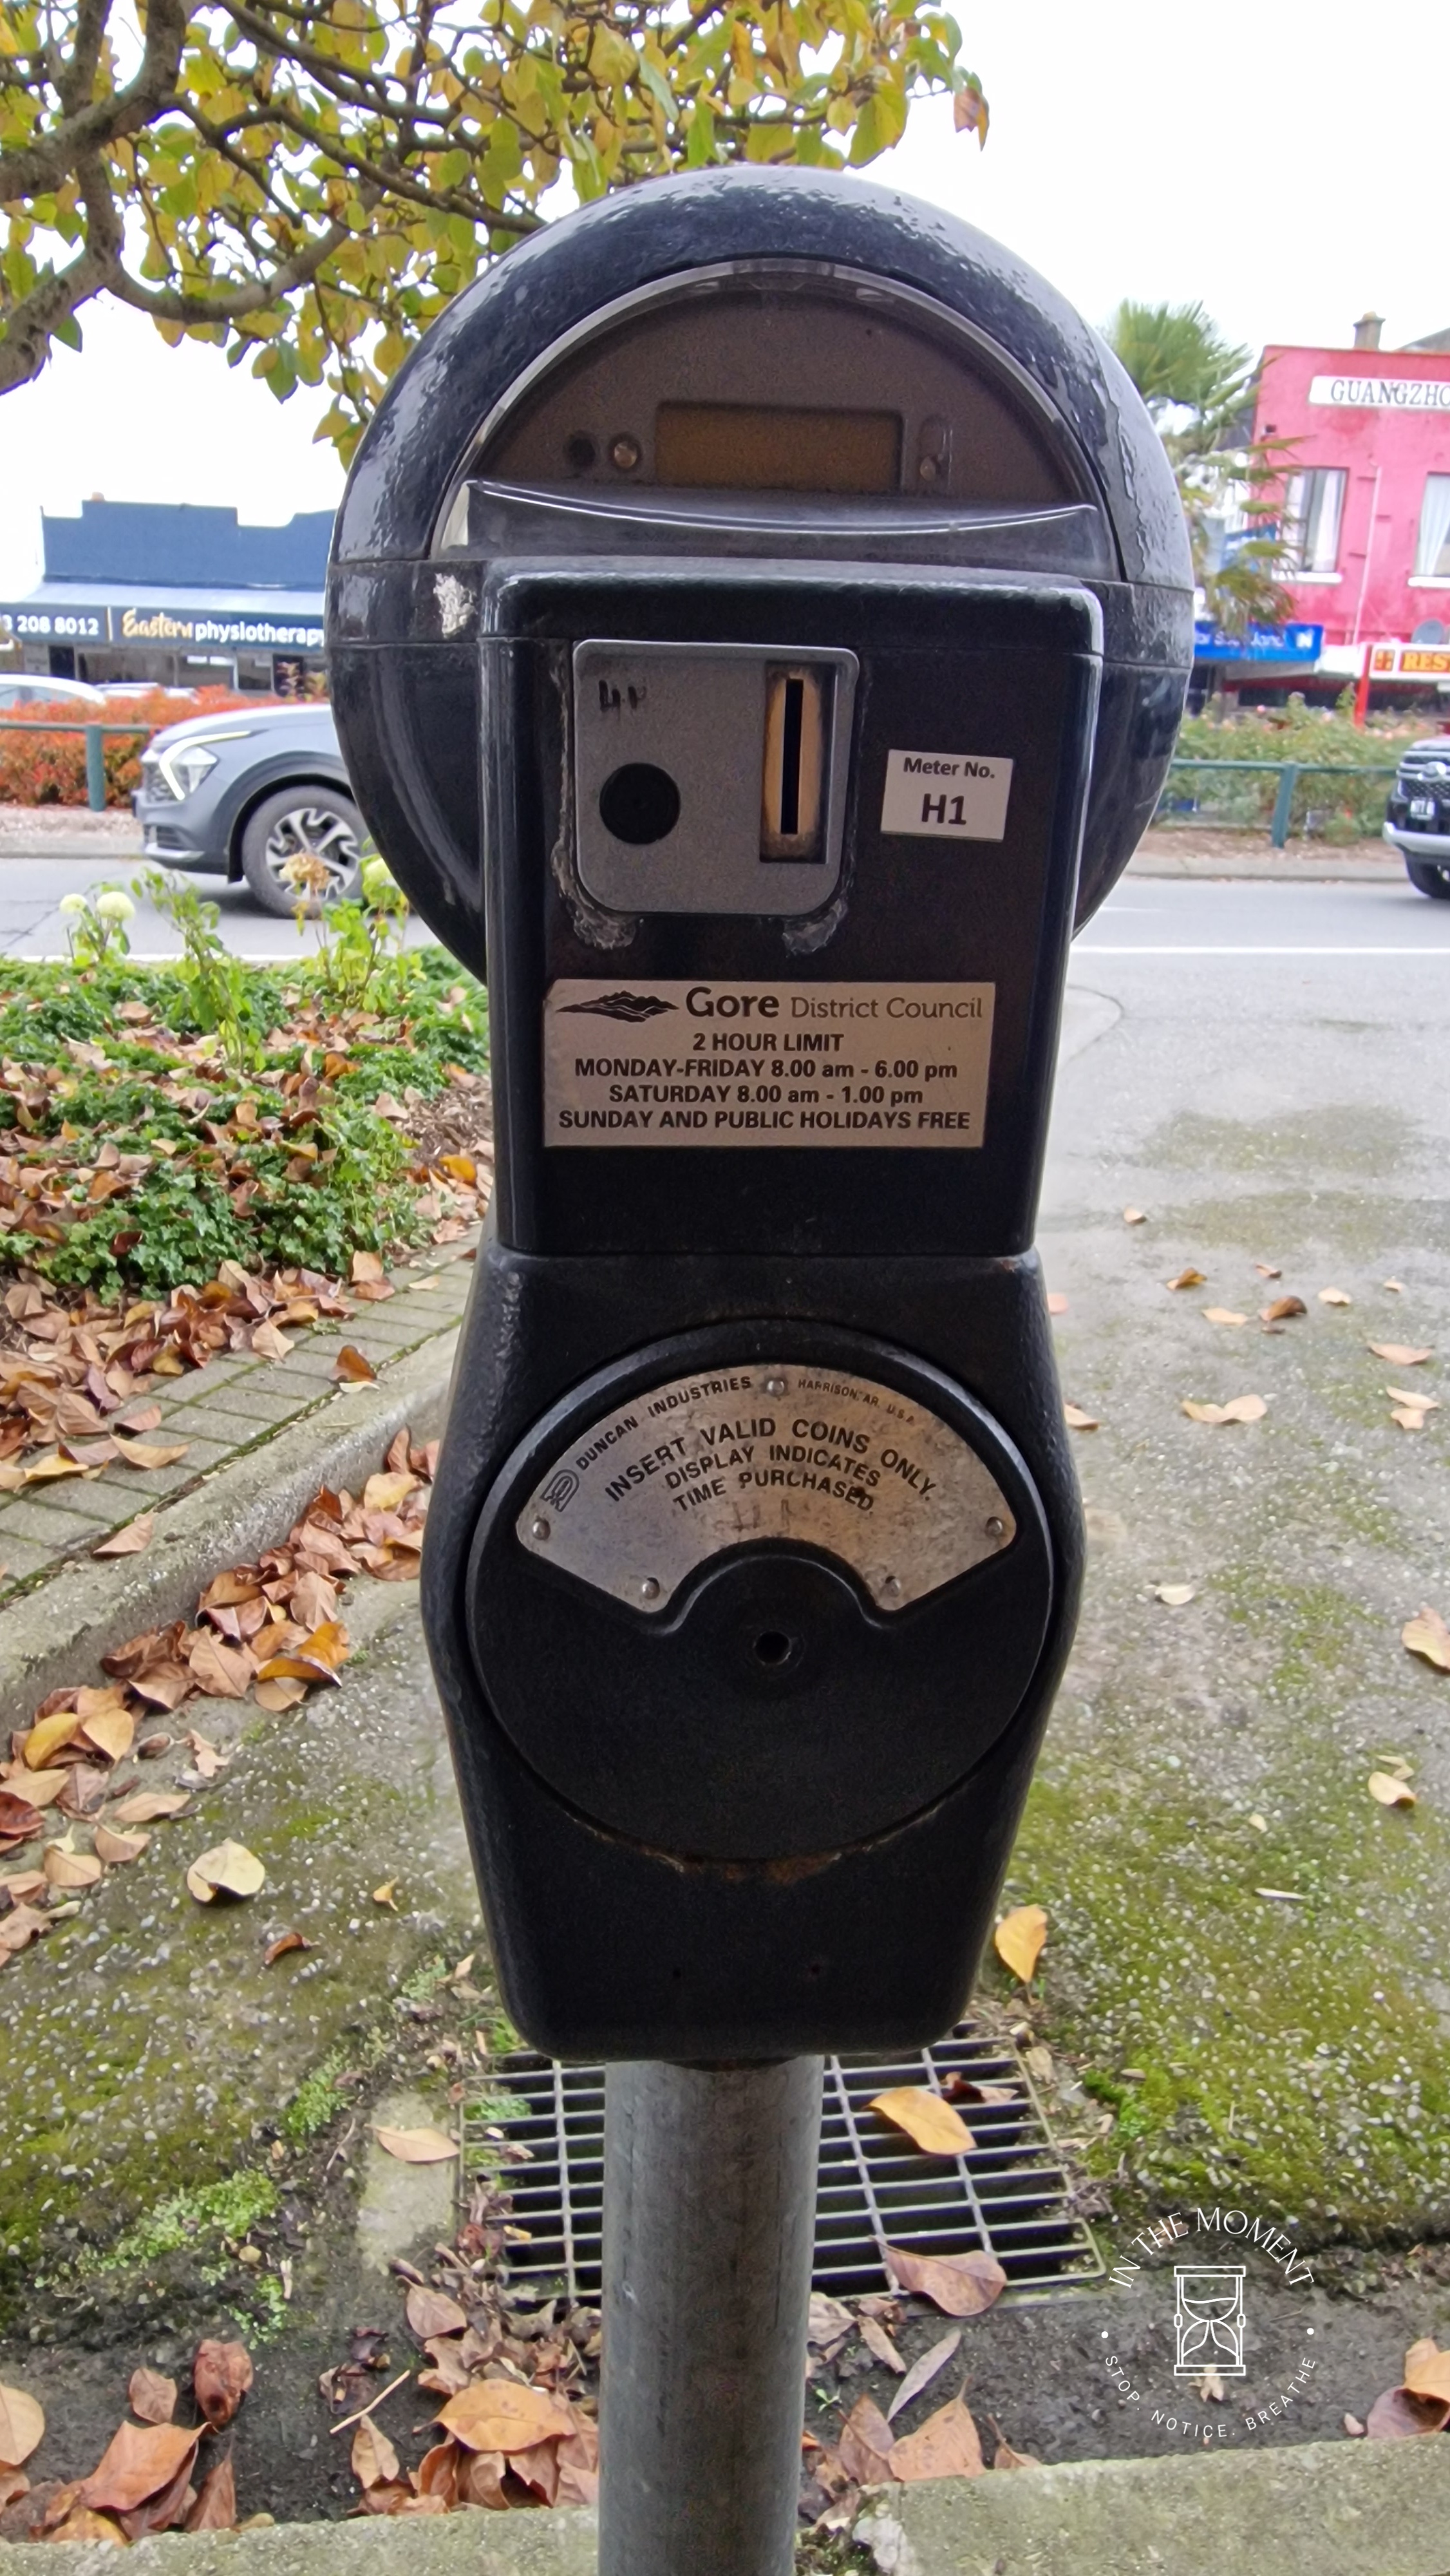 GUANGZHO
3 208 8012 | Eastern physiotherapy
RES
Meter No.
H1
Gore District Council
2 HOUR LIMIT
MONDAY-FRIDAY 8.00 am - 6.00 pm
SATURDAY 8.00 am - 1.00 pm
SUNDAY AND PUBLIC HOLIDAYS FREE
DUNCAN INDUSTRIES HARRISON, AR. U.S.A.
INSERT VALID COINS ONLY.
DISPLAY INDICATES
TIME PURCHASED
IN THE MOMENT
STOP. NOTICE. BREATHE